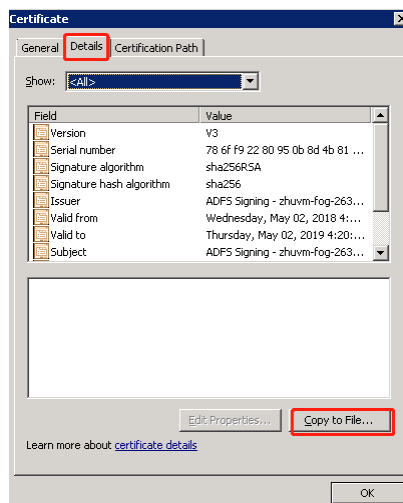 Certificate
General Details Certification Path
Show: <All>
Field Value
Version V3
Serial number 78 6f f9 22 80 95 0b 8d 4b 81 ...
Signature algorithm sha256RSA
Signature hash algorithm sha256
Issuer ADFS Signing - zhuvm-fog-263...
Valid from Wednesday, May 02, 2018 4:...
Valid to Thursday, May 02, 2019 4:20:...
Subject ADFS Signing - zhuvm-fog-263...
Edit Properties... Copy to File...
Learn more about certificate details
OK